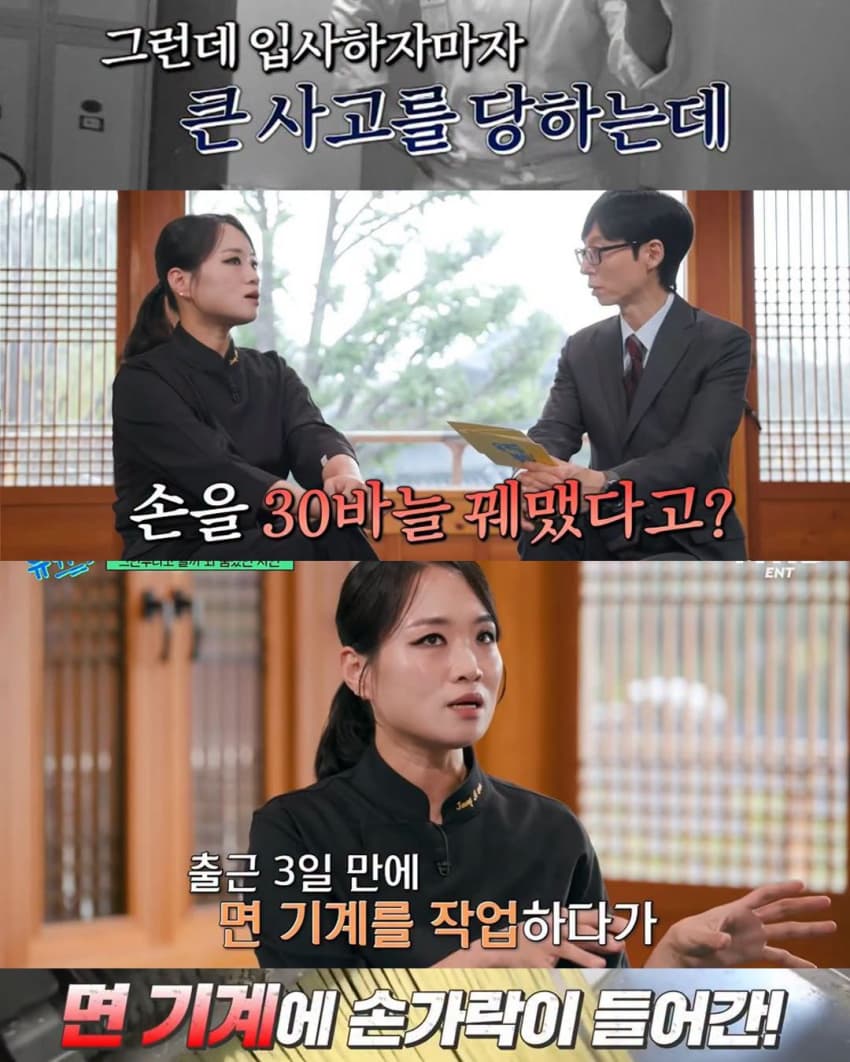 그런데 입사하자마자
큰 사고를 당하는데
손을 30바늘 꿰맸다고?
ENT
출근 3일 만에
면 기계를 작업하다가
면 기계에 손가락이 들어간!